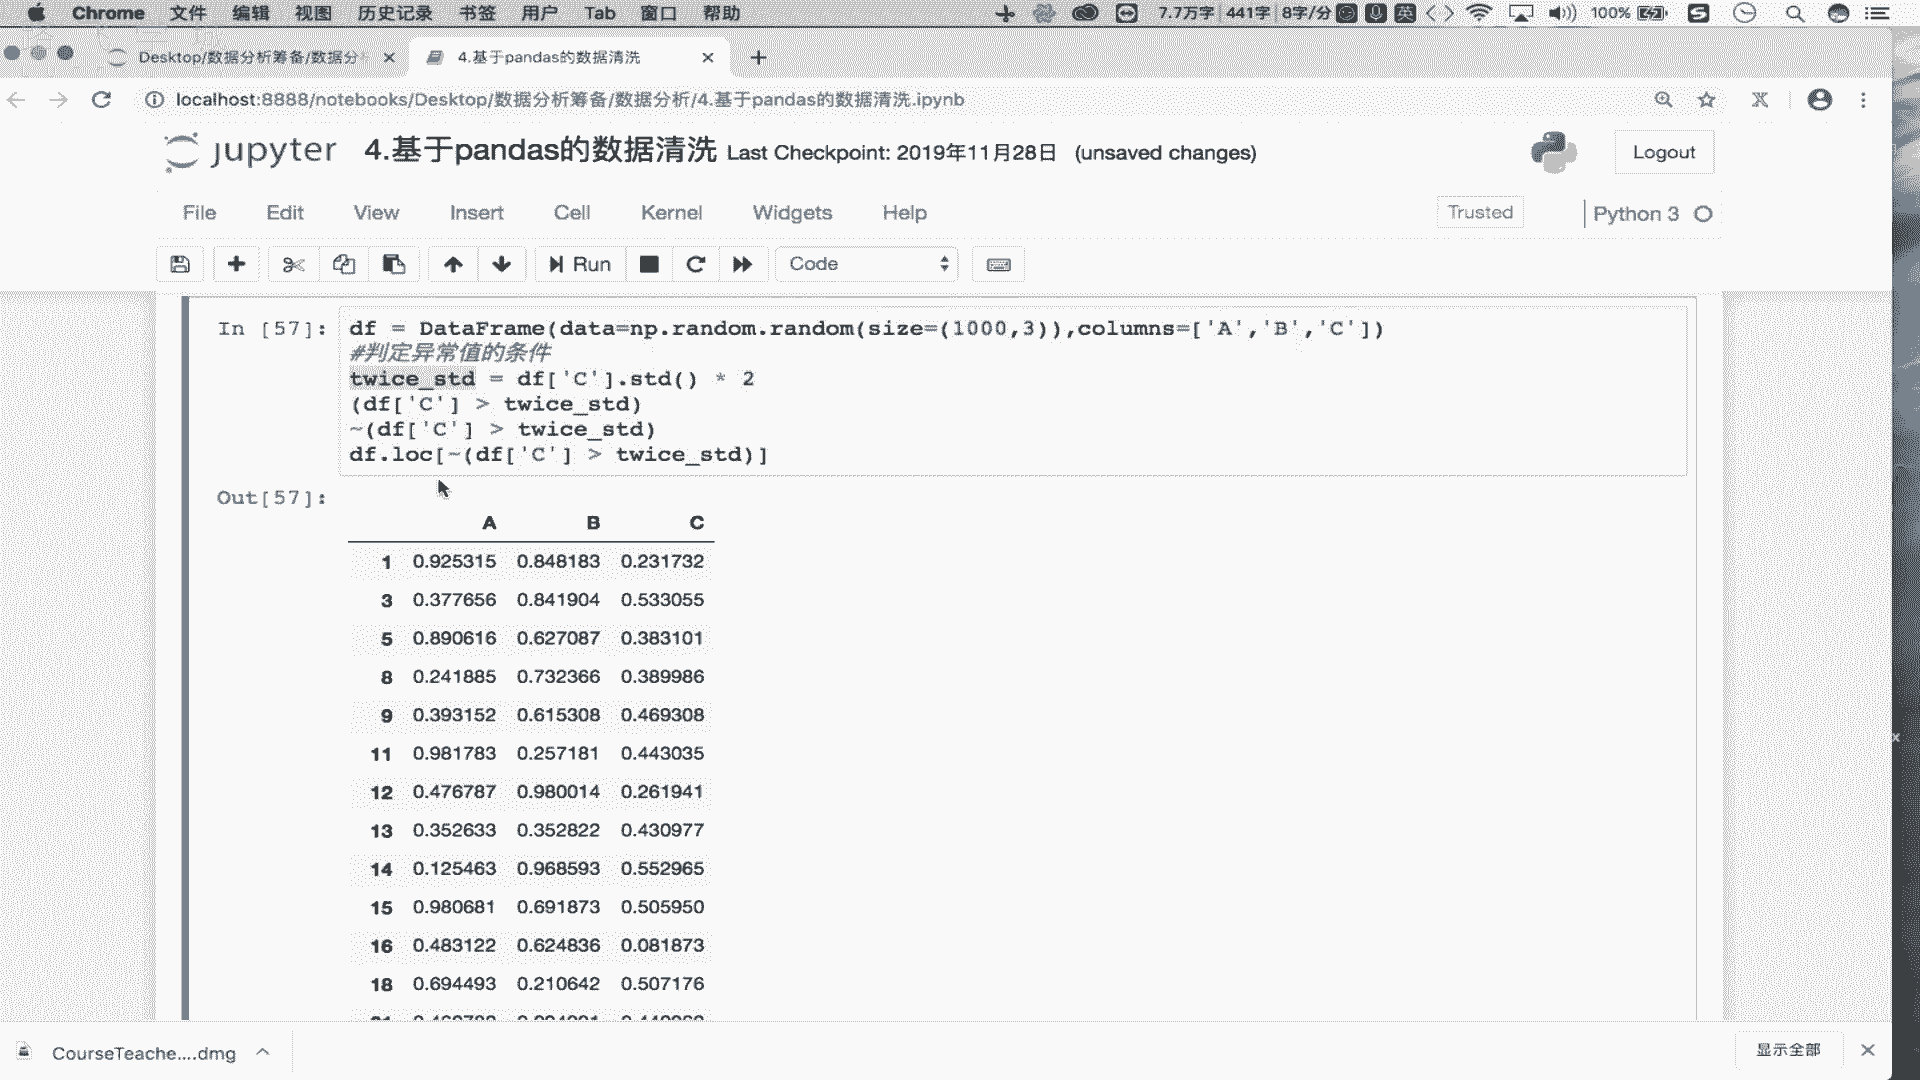 Chrome 文件 编辑 视图 历史记录 书签 用户 Tab 窗口 帮助 7.7万字 441字 8字/分 英 100%
Desktop/数据分析筹备/数据分 4.基于pandas的数据清洗
localhost:8888/notebooks/Desktop/数据分析筹备/数据分析/4.基于pandas的数据清洗.ipynb
jupyter 4.基于pandas的数据清洗 Last Checkpoint: 2019年11月28日 (unsaved changes) Logout
File Edit View Insert Cell Kernel Widgets Help Trusted Python 3
Run Code
In [57]: df = DataFrame(data=np.random.random(size=(1000,3)),columns=['A','B','C'])
#判定异常值的条件
twice_std = df['C'].std() * 2
(df['C'] > twice_std)
~(df['C'] > twice_std)
df.loc[~(df['C'] > twice_std)]
Out[57]:
A B C
1 0.925315 0.848183 0.231732
3 0.377656 0.841904 0.533055
5 0.890616 0.627087 0.383101
8 0.241885 0.732366 0.389986
9 0.393152 0.615308 0.469308
11 0.981783 0.257181 0.443035
12 0.476787 0.980014 0.261941
13 0.352633 0.352822 0.430977
14 0.125463 0.968593 0.552965
15 0.980681 0.691873 0.505950
16 0.483122 0.624836 0.081873
18 0.694493 0.210642 0.507176
CourseTeache....dmg 显示全部